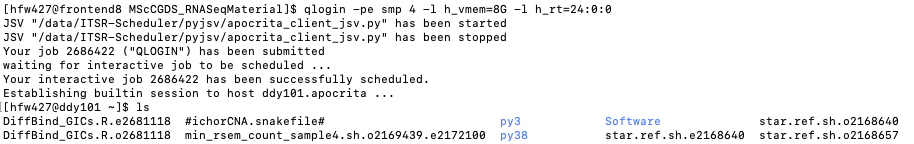 [hfw427@frontend8 MScCGDS_RNASeqMaterial]$ qlogin -pe smp 4 -l h_vmem=8G -l h_rt=24:0:0
JSV "/data/ITSR-Scheduler/pyjsv/apocrita_client_jsv.py" has been started
JSV "/data/ITSR-Scheduler/pyjsv/apocrita_client_jsv.py" has been stopped
Your job 2686422 ("QLOGIN") has been submitted
waiting for interactive job to be scheduled ...
Your interactive job 2686422 has been successfully scheduled.
Establishing builtin session to host ddy101.apocrita ...
[hfw427@ddy101 ~]$ ls
DiffBind_GICs.R.e2681118 #ichorCNA.snakefile# py3 Software star.ref.sh.o2168640
DiffBind_GICs.R.o2681118 min_rsem_count_sample4.sh.o2169439.e2172100 py38 star.ref.sh.e2168640 star.ref.sh.o2168657